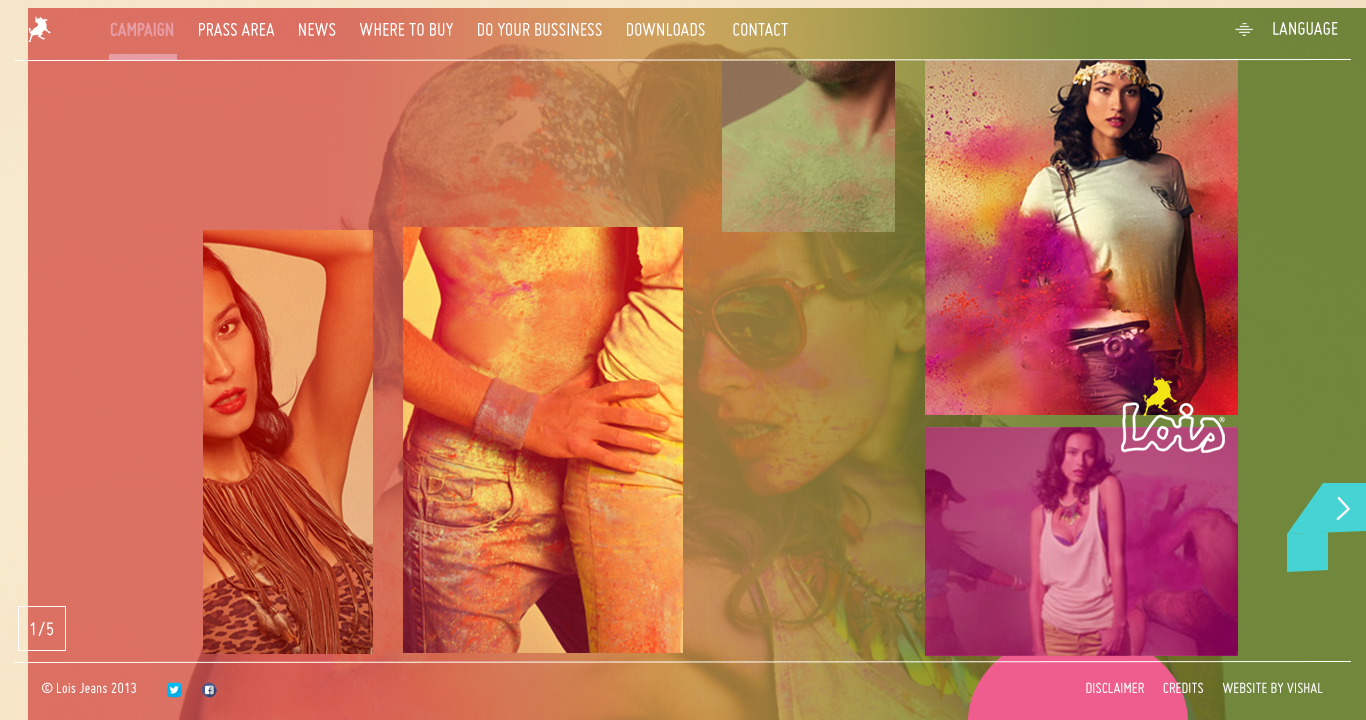 CAMPAIGN PRASS AREA NEWS WHERE TO BUY DO YOUR BUSSINESS DOWNLOADS CONTACT LANGUAGE
Lois®
1/5
© Lois Jeans 2013 DISCLAIMER CREDITS WEBSITE BY VISHAL